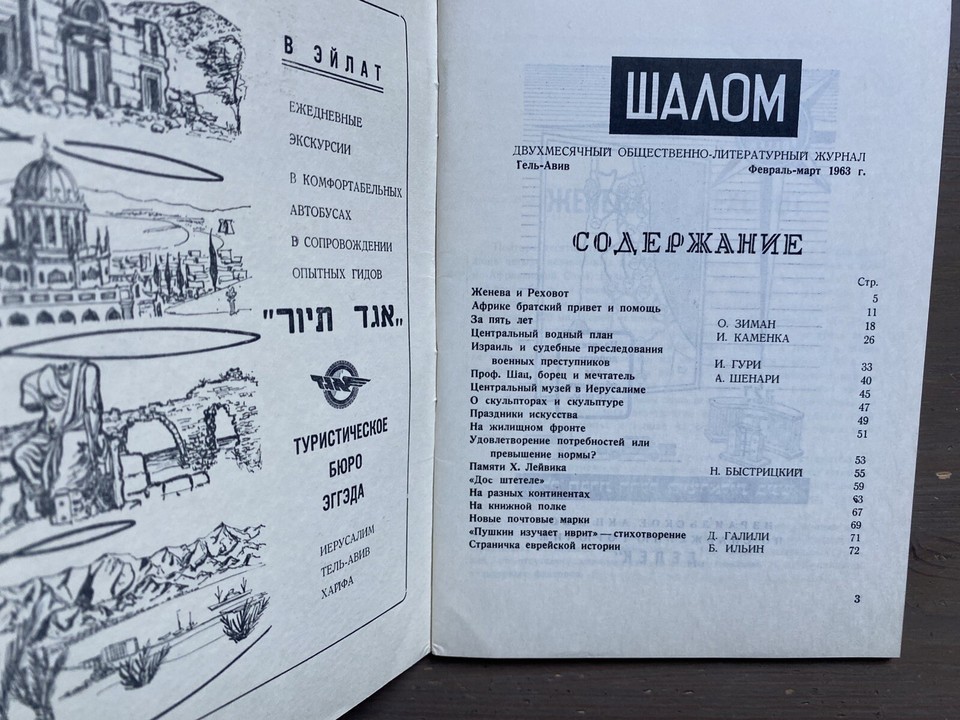 В ЭЙЛАТ
ЕЖЕДНЕВНЫЕ
ЭКСКУРСИИ
В КОМФОРТАБЕЛЬНЫХ
АВТОБУСАХ
В СОПРОВОЖДЕНИИ
ОПЫТНЫХ ГИДОВ
„אגד תיור"
אגד
ТУРИСТИЧЕСКОЕ
БЮРО
ЭГГЭДА
ИЕРУСАЛИМ
ТЕЛЬ-АВИВ
ХАЙФА
ШАЛОМ
ДВУХМЕСЯЧНЫЙ ОБЩЕСТВЕННО-ЛИТЕРАТУРНЫЙ ЖУРНАЛ
Тель-Авив Февраль-март 1963 г.
СОДЕРЖАНИЕ
Стр.
Женева и Реховот 5
Африке братский привет и помощь 11
За пять лет О. ЗИМАН 18
Центральный водный план И. КАМЕНКА 26
Израиль и судебные преследования
военных преступников И. ГУРИ 33
Проф. Шац, борец и мечтатель А. ШЕНАРИ 40
Центральный музей в Иерусалиме 45
О скульпторах и скульптуре 47
Праздники искусства 49
На жилищном фронте 51
Удовлетворение потребностей или
превышение нормы? 53
Памяти Х. Лейвика Н. БЫСТРИЦКИЙ 55
«Дос штетеле» 59
На разных континентах 63
На книжной полке 67
Новые почтовые марки 69
«Пушкин изучает иврит» — стихотворение Д. ГАЛИЛИ 71
Страничка еврейской истории Б. ИЛЬИН 72
3